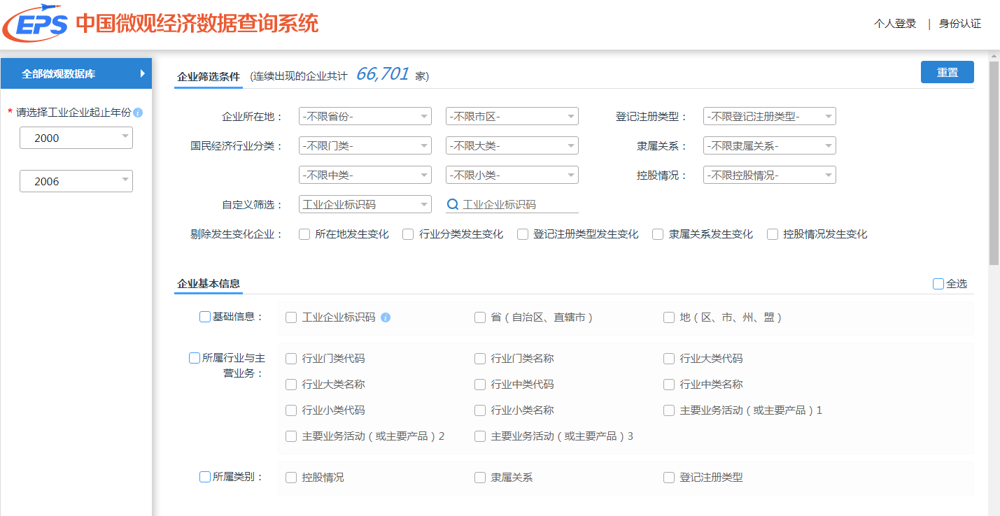 EPS 中国微观经济数据查询系统
个人登录 | 身份认证
全部微观数据库
* 请选择工业企业起止年份
2000
2006
企业筛选条件 (连续出现的企业共计 66,701 家)
重置
企业所在地： -不限省份- -不限市区- 登记注册类型： -不限登记注册类型-
国民经济行业分类： -不限门类- -不限大类- 隶属关系： -不限隶属关系-
-不限中类- -不限小类- 控股情况： -不限控股情况-
自定义筛选： 工业企业标识码 工业企业标识码
剔除发生变化企业： 所在地发生变化 行业分类发生变化 登记注册类型发生变化 隶属关系发生变化 控股情况发生变化
企业基本信息 全选
基础信息： 工业企业标识码 省（自治区、直辖市） 地（区、市、州、盟）
所属行业与主
营业务：
行业门类代码 行业门类名称 行业大类代码
行业大类名称 行业中类代码 行业中类名称
行业小类代码 行业小类名称 主要业务活动（或主要产品）1
主要业务活动（或主要产品）2 主要业务活动（或主要产品）3
所属类别： 控股情况 隶属关系 登记注册类型